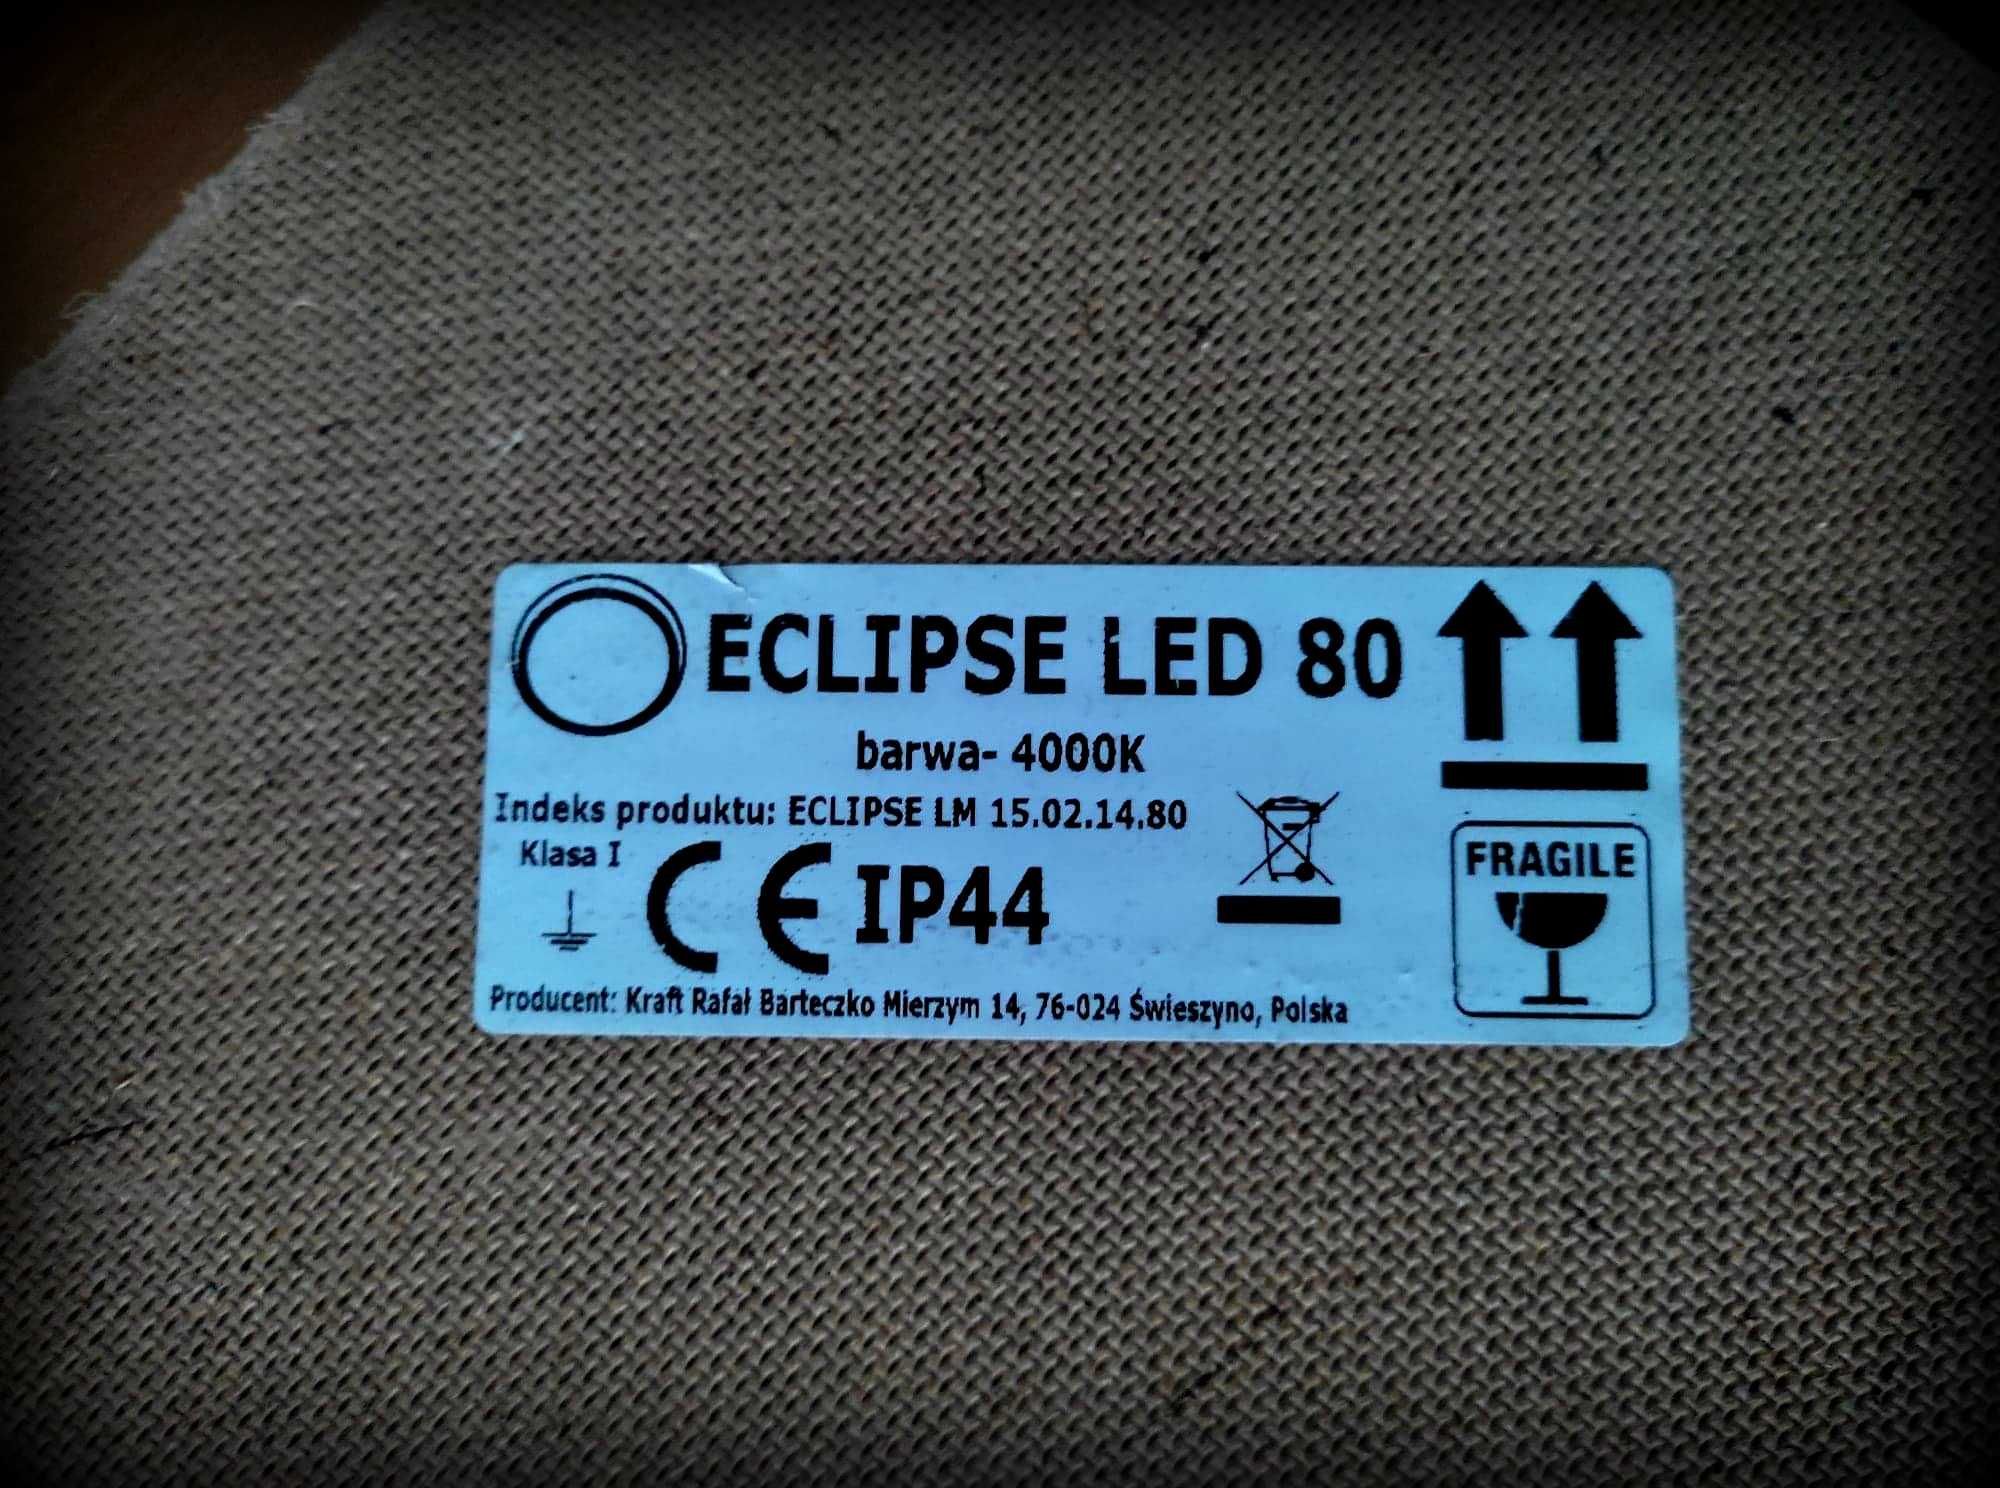 ECLIPSE LED 80
barwa- 4000K
Indeks produktu: ECLIPSE LM 15.02.14.80
Klasa I
CE IP44
FRAGILE
Producent: Kraft Rafał Barteczko Mierzym 14, 76-024 Świeszyno, Polska